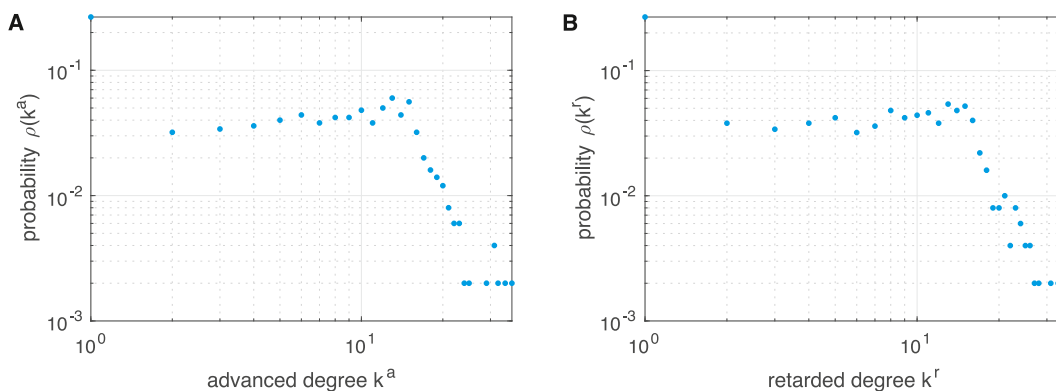 A
probability ρ(k^a)
10^-1
10^-2
10^-3
10^0
10^1
advanced degree k^a
B
probability ρ(k^r)
10^-1
10^-2
10^-3
10^0
10^1
retarded degree k^r